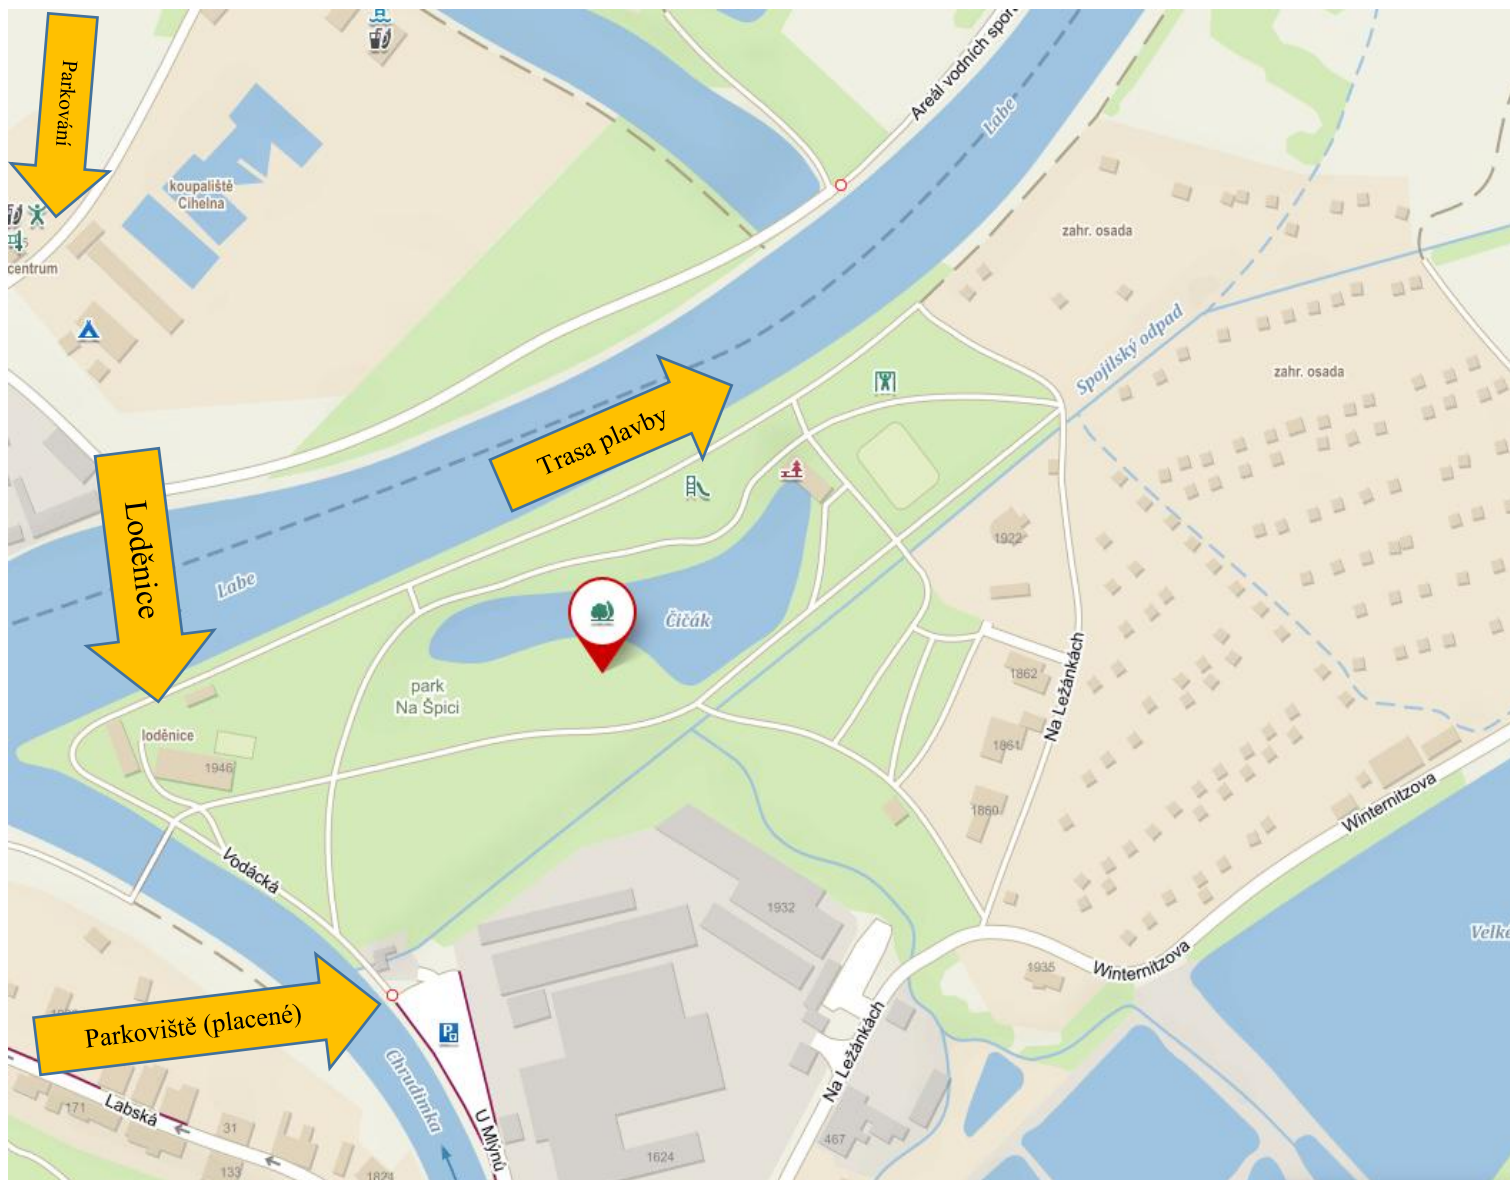 Parkování
Areál vodních
Labe
koupaliště
Cihelna
centrum
zahr. osada
Spojilský odpad
zahr. osada
Trasa plavby
Loděnice
Labe
1922
Čičák
park
Na Špici
1862
Na Ležánkách
loděnice
1861
1946
1860
Winternitzova
Vodácká
1932
Winternitzova
1935
Parkoviště (placené)
P
Na Ležánkách
Chrudimka
Labská
171
31
U Mlýnů
467
133
1624